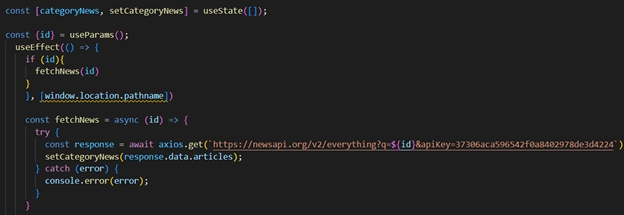 const [categoryNews, setCategoryNews] = useState([]);
const {id} = useParams();
useEffect(() => {
if (id){
fetchNews(id)
}
}, [window.location.pathname])
const fetchNews = async (id) => {
try {
const response = await axios.get(`https://newsapi.org/v2/everything?q=${id}&apiKey=37306aca596542f0a8402978de3d4224`)
setCategoryNews(response.data.articles);
} catch (error) {
console.error(error);
}
}